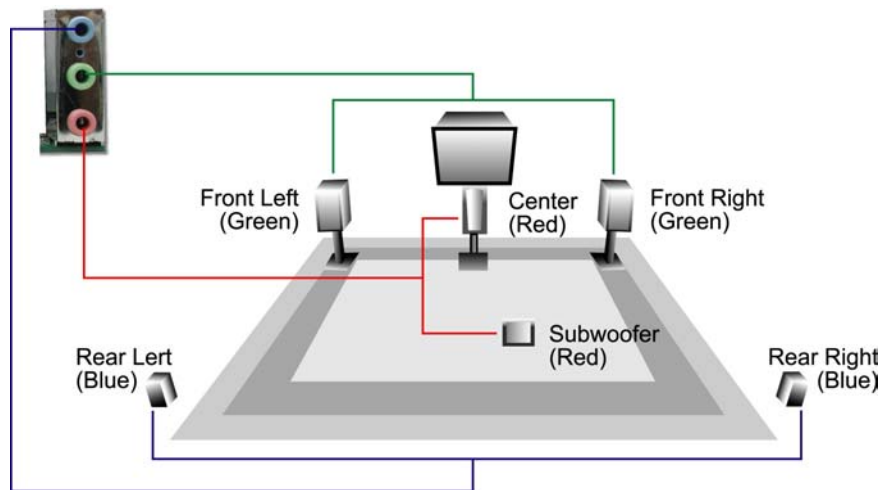 Front Left
(Green)
Center
(Red)
Front Right
(Green)
Subwoofer
(Red)
Rear Lert
(Blue)
Rear Right
(Blue)